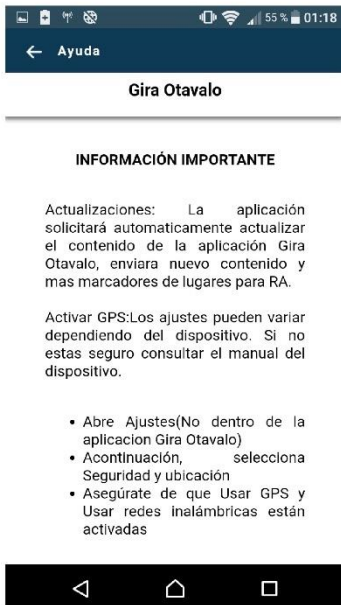 55 % 01:18
Ayuda
Gira Otavalo
INFORMACIÓN IMPORTANTE
Actualizaciones: La aplicación
solicitará automaticamente actualizar
el contenido de la aplicación Gira
Otavalo, enviara nuevo contenido y
mas marcadores de lugares para RA.
Activar GPS:Los ajustes pueden variar
dependiendo del dispositivo. Si no
estas seguro consultar el manual del
dispositivo.
• Abre Ajustes(No dentro de la
aplicacion Gira Otavalo)
• Acontinuación, selecciona
Seguridad y ubicación
• Asegúrate de que Usar GPS y
Usar redes inalámbricas están
activadas